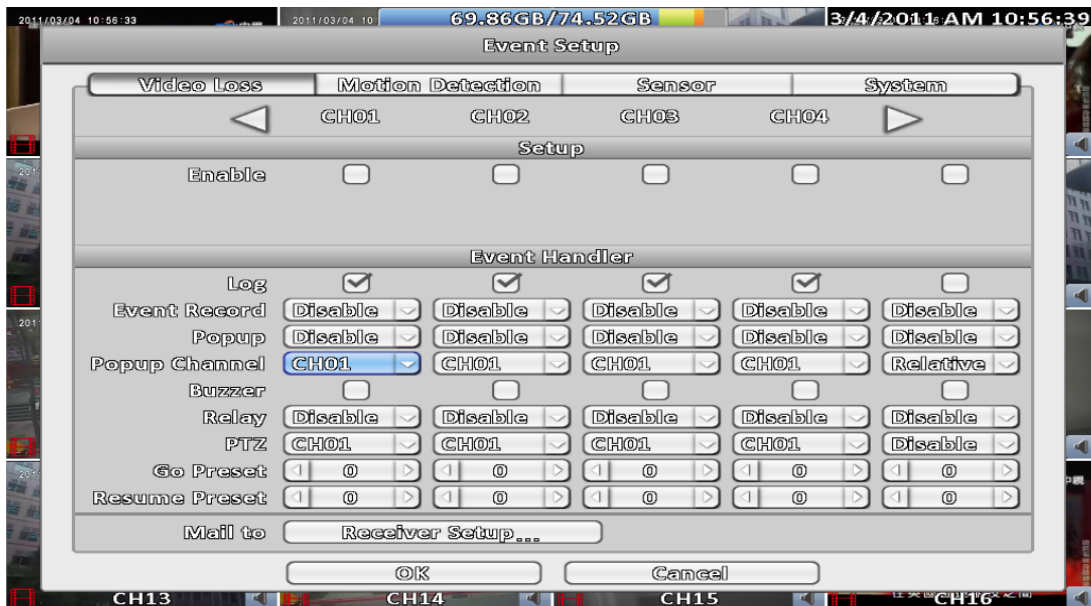 2011/03/04 10:56:33
2011/03/04 10:
69.86GB/74.52GB
3/4/2011 AM 10:56:39
Event Setup
Video Loss Motion Detection Sensor System
CH01 CH02 CH03 CH04
Setup
Enable
Event Handler
Log
Event Record Disable Disable Disable Disable Disable
Popup Disable Disable Disable Disable Disable
Popup Channel CH01 CH01 CH01 CH01 Relative
Buzzer
Relay Disable Disable Disable Disable Disable
PTZ CH01 CH01 CH01 CH01 Disable
Go Preset 0 0 0 0 0
Resume Preset 0 0 0 0 0
Mail to Receiver Setup...
OK Cancel
CH13 CH14 CH15 CH16